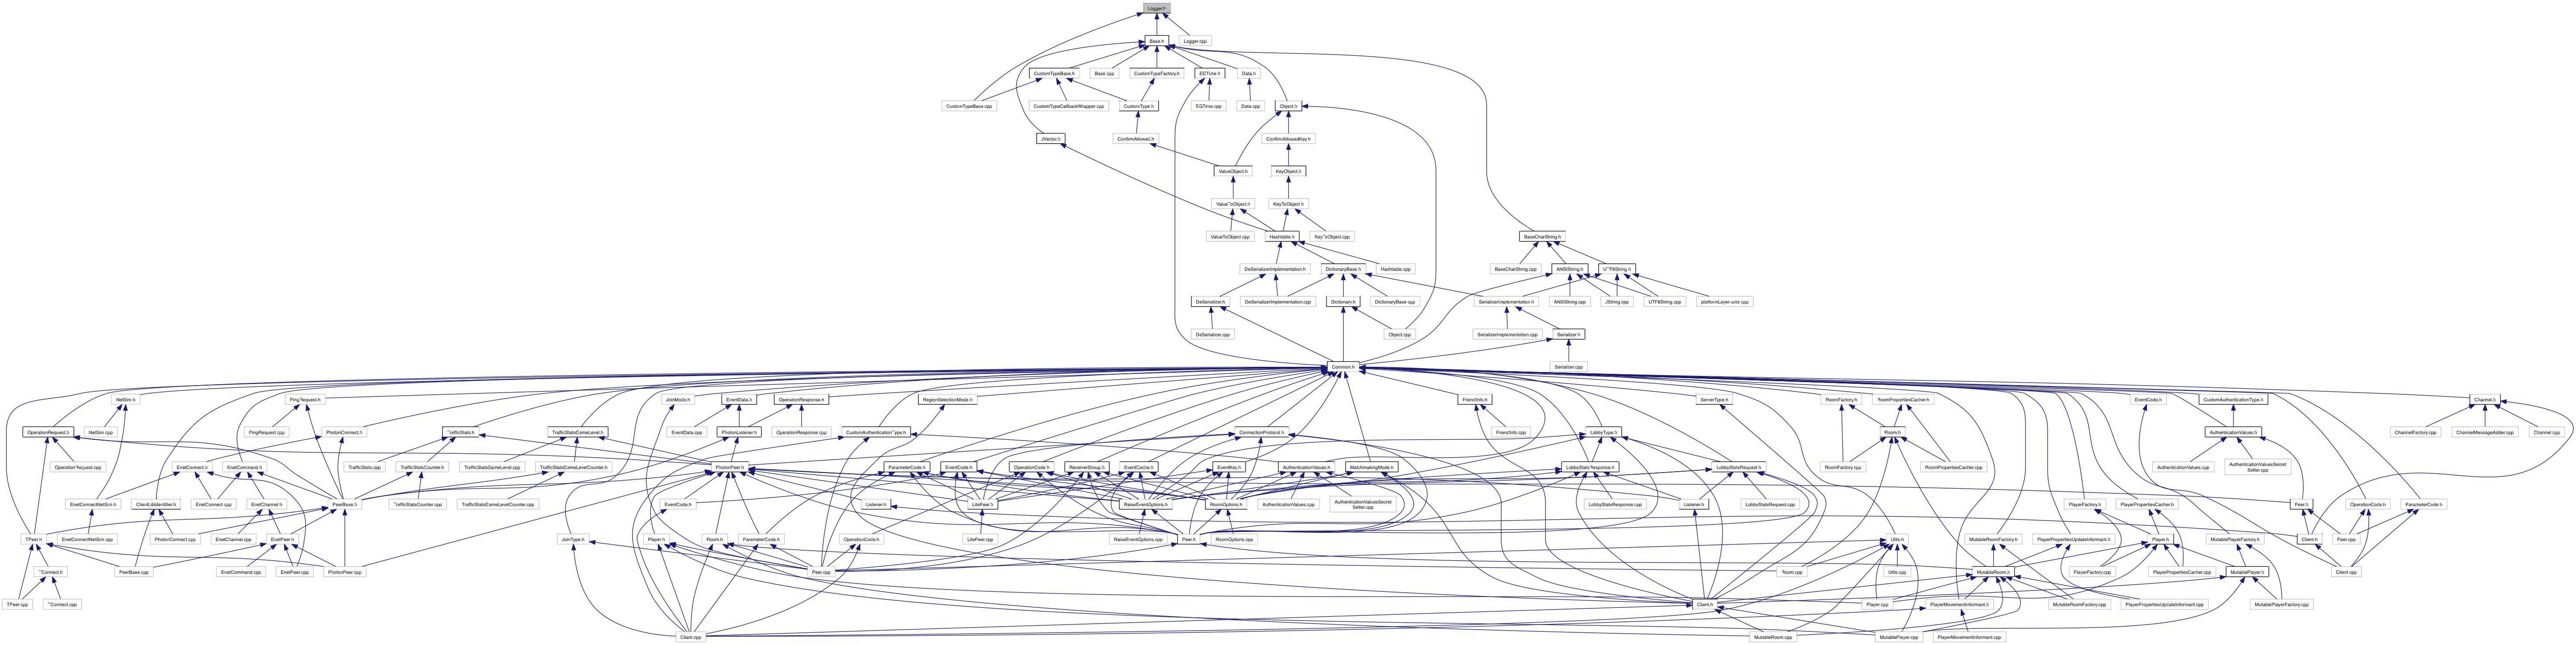 Logger.h
Base.h
Logger.cpp
CustomTypeBase.h
Base.cpp
CustomTypeFactory.h
EGTime.h
Data.h
CustomTypeBase.cpp
CustomTypeCallbackWrapper.cpp
CustomType.h
EGTime.cpp
Data.cpp
Object.h
JVector.h
ConfirmAllowed.h
ConfirmAllowedKey.h
ValueObject.h
KeyObject.h
ValueToObject.h
KeyToObject.h
ValueToObject.cpp
Hashtable.h
KeyToObject.cpp
BaseCharString.h
DeSerializerImplementation.h
DictionaryBase.h
Hashtable.cpp
BaseCharString.cpp
ANSIString.h
UTF8String.h
DeSerializer.h
DeSerializerImplementation.cpp
Dictionary.h
DictionaryBase.cpp
SerializerImplementation.h
ANSIString.cpp
JString.cpp
UTF8String.cpp
platformLayer-unix.cpp
DeSerializer.cpp
Object.cpp
SerializerImplementation.cpp
Serializer.h
Common.h
Serializer.cpp
NetSim.h
PingRequest.h
JoinMode.h
EventData.h
OperationResponse.h
RegionSelectionMode.h
FriendInfo.h
ServerType.h
RoomFactory.h
RoomPropertiesCacher.h
EventCode.h
CustomAuthenticationType.h
Channel.h
OperationRequest.h
NetSim.cpp
PingRequest.cpp
PhotonConnect.h
TrafficStats.h
TrafficStatsGameLevel.h
EventData.cpp
PhotonListener.h
OperationResponse.cpp
CustomAuthenticationType.h
ConnectionProtocol.h
FriendInfo.cpp
LobbyType.h
Room.h
AuthenticationValues.h
ChannelFactory.cpp
ChannelMessageAdder.cpp
Channel.cpp
OperationRequest.cpp
EnetConnect.h
EnetCommand.h
TrafficStats.cpp
TrafficStatsCounter.h
TrafficStatsGameLevel.cpp
TrafficStatsGameLevelCounter.h
PhotonPeer.h
ParameterCode.h
EventCode.h
OperationCode.h
ReceiverGroup.h
EventCache.h
EventKey.h
AuthenticationValues.h
MatchmakingMode.h
LobbyStatsResponse.h
LobbyStatsRequest.h
RoomFactory.cpp
RoomPropertiesCacher.cpp
AuthenticationValues.cpp
AuthenticationValuesSecret
Setter.cpp
EnetConnectNetSim.h
ClientLibIdentifier.h
EnetConnect.cpp
EnetChannel.h
PeerBase.h
TrafficStatsCounter.cpp
TrafficStatsGameLevelCounter.cpp
EventCode.h
Listener.h
LitePeer.h
RaiseEventOptions.h
RoomOptions.h
AuthenticationValues.cpp
AuthenticationValuesSecret
Setter.cpp
LobbyStatsResponse.cpp
Listener.h
LobbyStatsRequest.cpp
PlayerFactory.h
PlayerPropertiesCacher.h
Peer.h
OperationCode.h
ParameterCode.h
TPeer.h
EnetConnectNetSim.cpp
PhotonConnect.cpp
EnetChannel.cpp
EnetPeer.h
JoinType.h
Player.h
Room.h
ParameterCode.h
OperationCode.h
LitePeer.cpp
RaiseEventOptions.cpp
Peer.h
RoomOptions.cpp
Utils.h
MutableRoomFactory.h
PlayerPropertiesUpdateInformant.h
Player.h
MutablePlayerFactory.h
Client.h
Peer.cpp
TConnect.h
PeerBase.cpp
EnetCommand.cpp
EnetPeer.cpp
PhotonPeer.cpp
Peer.cpp
Room.cpp
Utils.cpp
MutableRoom.h
PlayerFactory.cpp
PlayerPropertiesCacher.cpp
MutablePlayer.h
Client.cpp
TPeer.cpp
TConnect.cpp
Client.h
Player.cpp
PlayerMovementInformant.h
MutableRoomFactory.cpp
PlayerPropertiesUpdateInformant.cpp
MutablePlayerFactory.cpp
Client.cpp
MutableRoom.cpp
MutablePlayer.cpp
PlayerMovementInformant.cpp